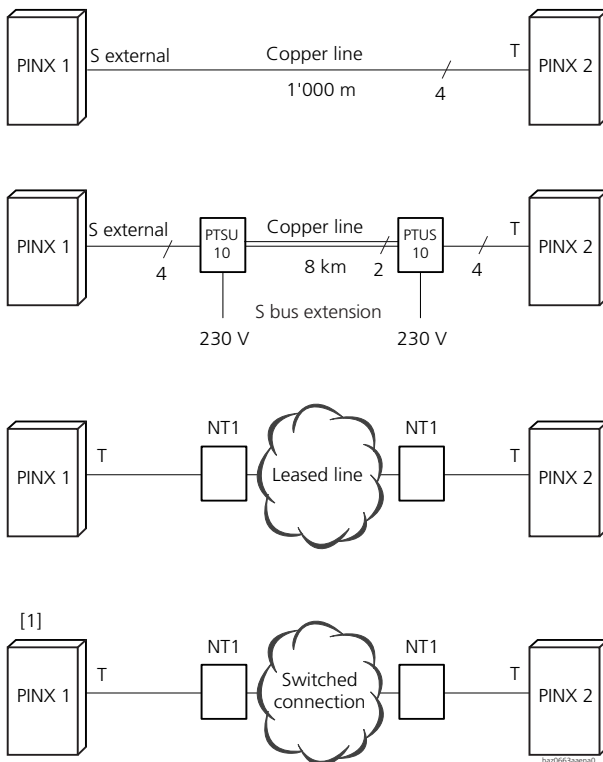 PINX 1
S external
Copper line
1'000 m
4
T
PINX 2
PINX 1
S external
4
PTSU
10
Copper line
8 km
2
PTUS
10
4
T
PINX 2
S bus extension
230 V
230 V
PINX 1
T
NT1
Leased line
NT1
T
PINX 2
[1]
PINX 1
T
NT1
Switched
connection
NT1
T
PINX 2
haz0663aaena0